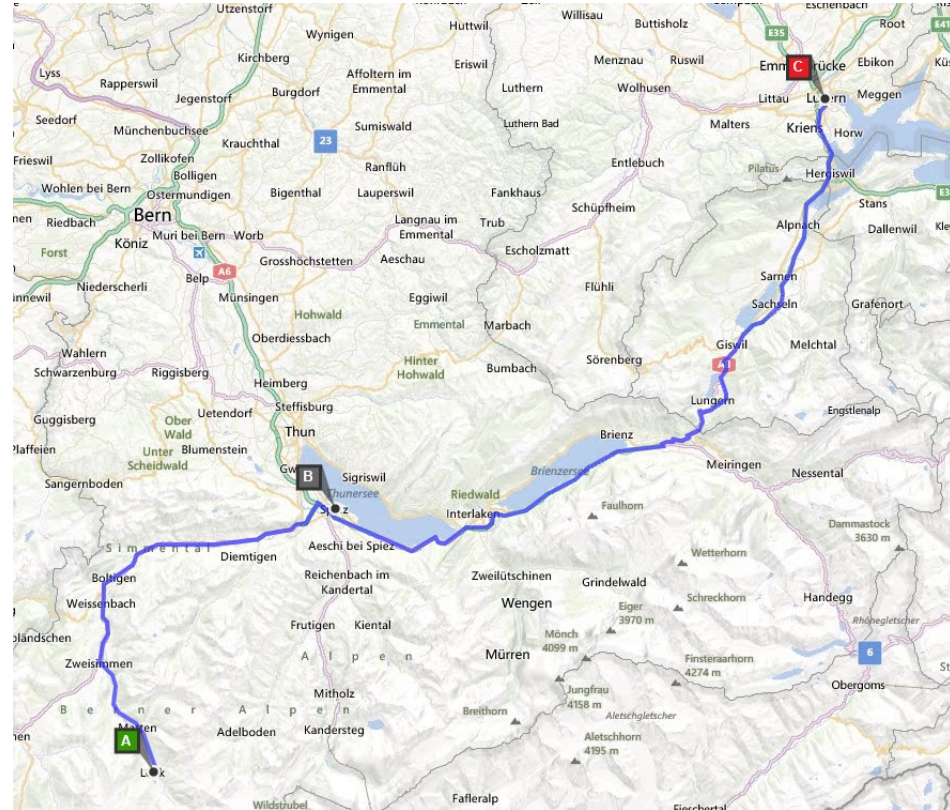 Utzenstorf
Huttwil
Willisau
Buttisholz
Eschenbach
E35
Root
Lyss
Wynigen
Kirchberg
Eriswil
Menznau
Ruswil
C
Ebikon
Rapperswil
Affoltern im
Emmental
Burgdorf
Luthern
Wolhusen
Littau
Meggen
Jegenstorf
Seedorf
Münchenbuchsee
Sumiswald
Luthern Bad
Malters
Kriens
Horw
Krauchthal
23
Zollikofen
Bolligen
Ranflüh
Entlebuch
Pilatus
Hergiswil
Wohlen bei Bern
Ostermundigen
Bigenthal
Lauperswil
Fankhaus
Schüpfheim
Stans
Riedbach
Bern
Langnau im
Emmental
Trub
Alpnach
Dallenwil
Muri bei Bern
Worb
Köniz
Forst
Escholzmatt
Grosshöchstetten
Aeschau
A6
Belp
Sarnen
Niederscherli
Flühli
Münsingen
Eggiwil
Sachseln
Grafenort
Hohwald
Emmental
Marbach
Oberdiessbach
Giswil
Melchtal
Wahlern
Sörenberg
Hinter
Hohwald
Bumbach
Schwarzenburg
Riggisberg
Heimberg
Lungern
Steffisburg
Engstlenalp
Guggisberg
Uetendorf
Ober
Wald
Thun
Brienz
Unter
Scheidwald
Blumenstein
Meiringen
Nessental
Sangernboden
B
Sigriswil
Brienzersee
Thunersee
Riedwald
Interlaken
Faulhorn
Dammastock
3630 m
Simmental
Diemtigen
Aeschi bei Spiez
Wetterhorn
Boltigen
Reichenbach im
Kandertal
Zweilütschinen
Grindelwald
Weissenbach
Wengen
Schreckhorn
Handegg
Eiger
3970 m
Rhonegletscher
Frutigen
Kiental
Mönch
4099 m
6
Alpen
Mürren
Zweisimmen
Finsteraarhorn
4274 m
Mitholz
Obergoms
Jungfrau
4158 m
Berner Alpen
Breithorn
Aletschgletscher
Adelboden
Kandersteg
Aletschhorn
4195 m
A
Fafleralp
Wildstrubel
Fieschertal